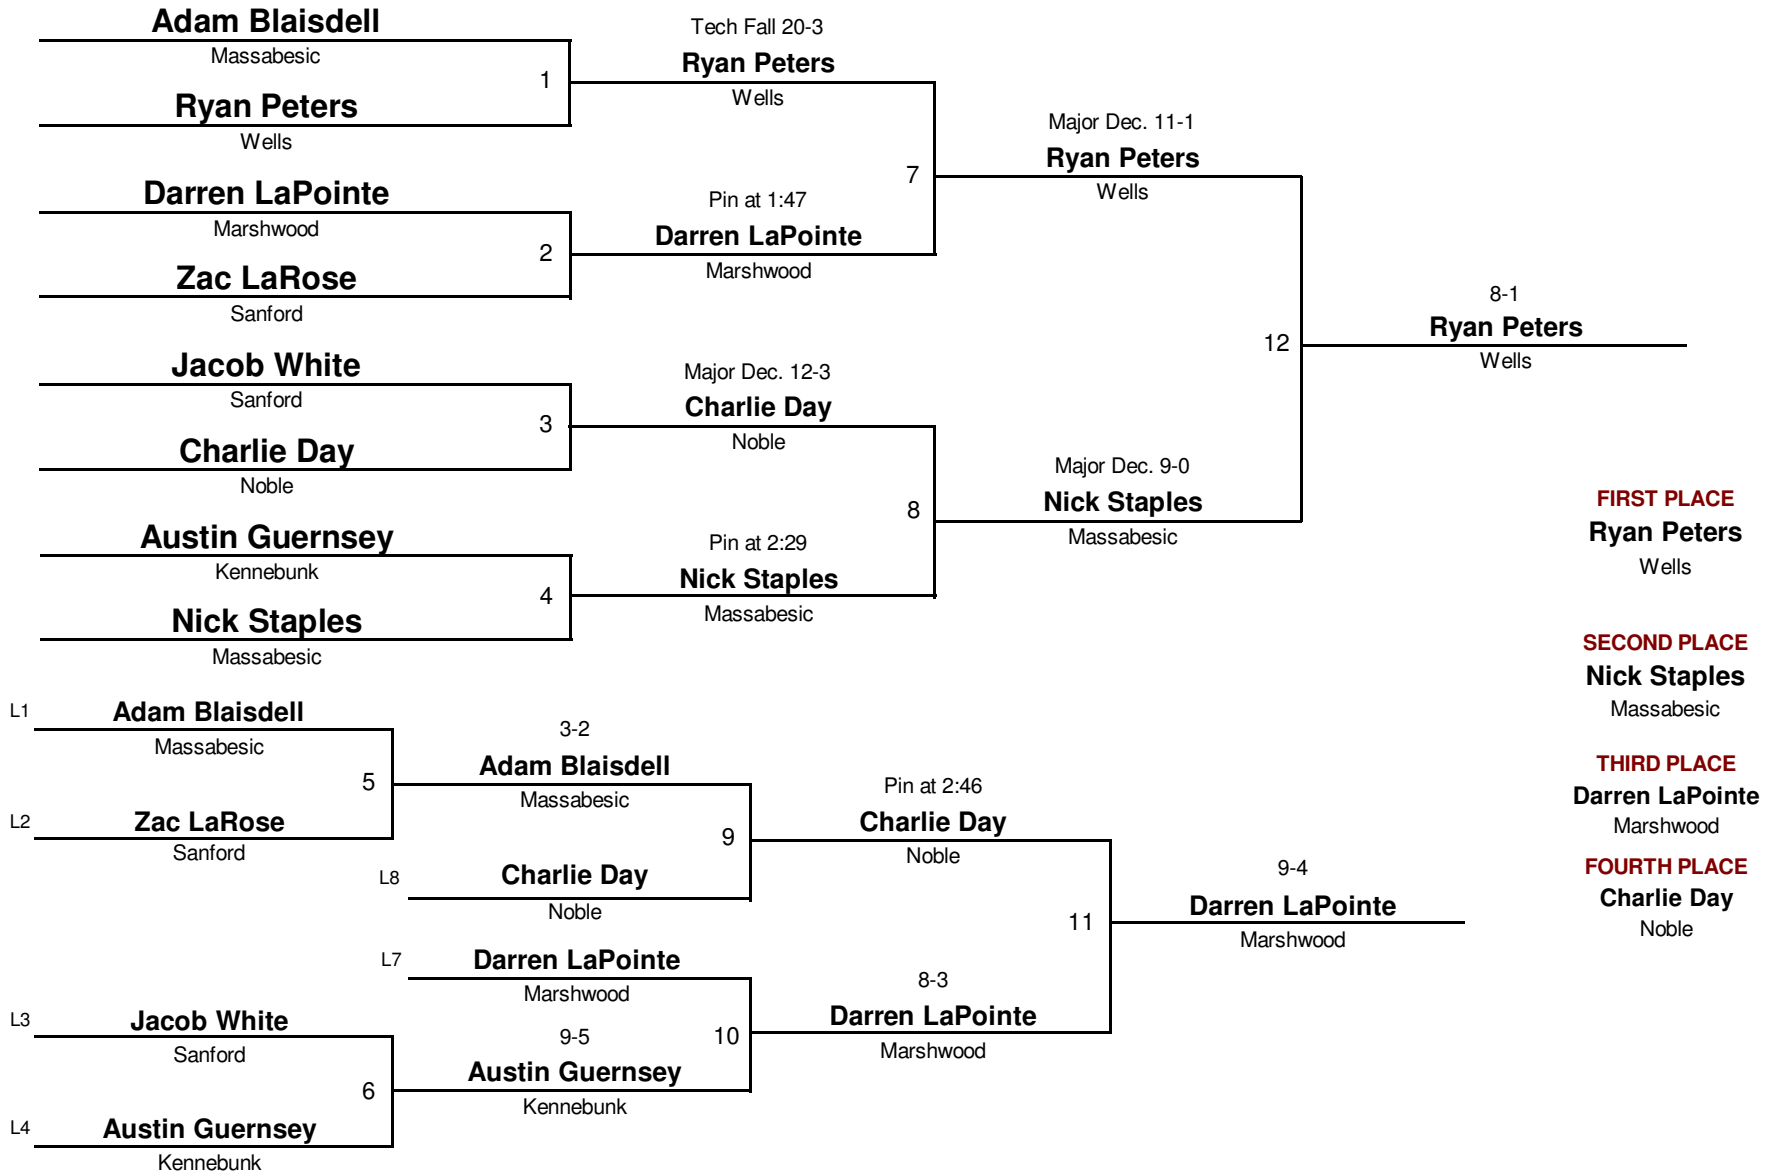 Adam Blaisdell
Massabesic
1
Ryan Peters
Wells
Darren LaPointe
Marshwood
2
Zac LaRose
Sanford
Jacob White
Sanford
3
Charlie Day
Noble
Austin Guernsey
Kennebunk
4
Nick Staples
Massabesic
Tech Fall 20-3
Ryan Peters
Wells
7
Pin at 1:47
Darren LaPointe
Marshwood
Major Dec. 12-3
Charlie Day
Noble
8
Pin at 2:29
Nick Staples
Massabesic
Major Dec. 11-1
Ryan Peters
Wells
12
Major Dec. 9-0
Nick Staples
Massabesic
8-1
Ryan Peters
Wells
FIRST PLACE
Ryan Peters
Wells
SECOND PLACE
Nick Staples
Massabesic
THIRD PLACE
Darren LaPointe
Marshwood
FOURTH PLACE
Charlie Day
Noble
L1 Adam Blaisdell
Massabesic
5
L2 Zac LaRose
Sanford
3-2
Adam Blaisdell
Massabesic
9
L8 Charlie Day
Noble
L7 Darren LaPointe
Marshwood
10
L3 Jacob White
Sanford
6
L4 Austin Guernsey
Kennebunk
9-5
Austin Guernsey
Kennebunk
Pin at 2:46
Charlie Day
Noble
11
8-3
Darren LaPointe
Marshwood
9-4
Darren LaPointe
Marshwood